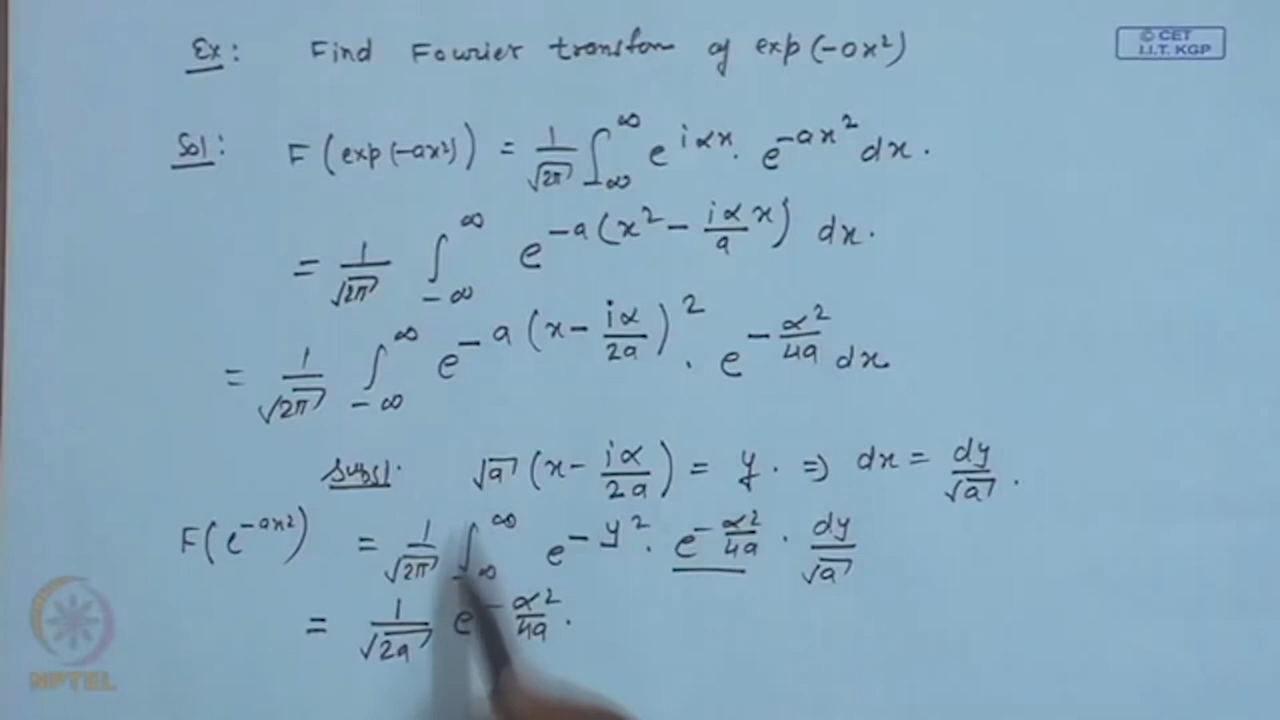 Ex: Find Fourier transfom of exp(-ax²)
© CET
I.I.T. KGP
Sol: F(exp(-ax²)) = 1/√2π ∫_{-∞}^{∞} e^{iαx} · e^{-ax²} dx.
= 1/√2π ∫_{-∞}^{∞} e^{-a(x² - iα/a x)} dx.
= 1/√2π ∫_{-∞}^{∞} e^{-a(x - iα/2a)²} · e^{-α²/4a} dx
Subst. √a (x - iα/2a) = y. ⇒ dx = dy/√a.
F(e^{-ax²}) = 1/√2π ∫_{-∞}^{∞} e^{-y²} · e^{-α²/4a} · dy/√a
= 1/√2a e^{-α²/4a}.
NPTEL